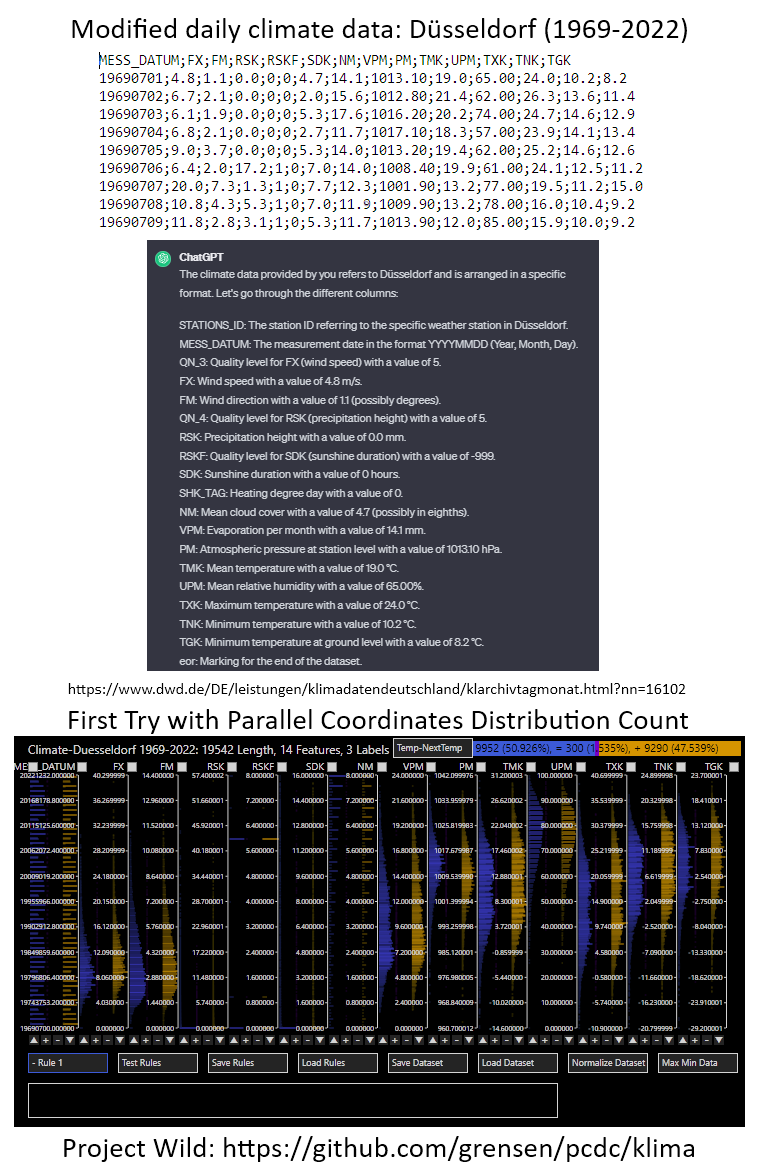 Modified daily climate data: Düsseldorf (1969-2022)
MESS_DATUM;FX;FM;RSK;RSKF;SDK;NM;VPM;PM;TMK;UPM;TXK;TNK;TGK
19690701;4.8;1.1;0.0;0;0;4.7;14.1;1013.10;19.0;65.00;24.0;10.2;8.2
19690702;6.7;2.1;0.0;0;0;2.0;15.6;1012.80;21.4;62.00;26.3;13.6;11.4
19690703;6.1;1.9;0.0;0;0;5.3;17.6;1016.20;20.2;74.00;24.7;14.6;12.9
19690704;6.8;2.1;0.0;0;0;2.7;11.7;1017.10;18.3;57.00;23.9;14.1;13.4
19690705;9.0;3.7;0.0;0;0;5.3;14.0;1013.20;19.4;62.00;25.2;14.6;12.6
19690706;6.4;2.0;17.2;1;0;7.0;14.0;1008.40;19.9;61.00;24.1;12.5;11.2
19690707;20.0;7.3;1.3;1;0;7.7;12.3;1001.90;13.2;77.00;19.5;11.2;15.0
19690708;10.8;4.3;5.3;1;0;7.0;11.9;1009.90;13.2;78.00;16.0;10.4;9.2
19690709;11.8;2.8;3.1;1;0;5.3;11.7;1013.90;12.0;85.00;15.9;10.0;9.2
ChatGPT
The climate data provided by you refers to Düsseldorf and is arranged in a specific
format. Let's go through the different columns:
STATIONS_ID: The station ID referring to the specific weather station in Düsseldorf.
MESS_DATUM: The measurement date in the format YYYYMMDD (Year, Month, Day).
QN_3: Quality level for FX (wind speed) with a value of 5.
FX: Wind speed with a value of 4.8 m/s.
FM: Wind direction with a value of 1.1 (possibly degrees).
QN_4: Quality level for RSK (precipitation height) with a value of 5.
RSK: Precipitation height with a value of 0.0 mm.
RSKF: Quality level for SDK (sunshine duration) with a value of -999.
SDK: Sunshine duration with a value of 0 hours.
SHK_TAG: Heating degree day with a value of 0.
NM: Mean cloud cover with a value of 4.7 (possibly in eighths).
VPM: Evaporation per month with a value of 14.1 mm.
PM: Atmospheric pressure at station level with a value of 1013.10 hPa.
TMK: Mean temperature with a value of 19.0 °C.
UPM: Mean relative humidity with a value of 65.00%.
TXK: Maximum temperature with a value of 24.0 °C.
TNK: Minimum temperature with a value of 10.2 °C.
TGK: Minimum temperature at ground level with a value of 8.2 °C.
eor: Marking for the end of the dataset.
https://www.dwd.de/DE/leistungen/klimadatendeutschland/klarchivtagmonat.html?nn=16102
First Try with Parallel Coordinates Distribution Count
Climate-Duesseldorf 1969-2022: 19542 Length, 14 Features, 3 Labels Temp-NextTemp 9952 (50.926%), = 300 (1.535%), + 9290 (47.539%)
MESS_DATUM FX FM RSK RSKF SDK NM VPM PM TMK UPM TXK TNK TGK
20221232.000000 40.299999 14.400000 57.400002 8.000000 16.000000 8.000000 24.000000 1042.099976 31.200003 100.000000 40.699999 24.899998 23.700001
20168178.800000 36.269999 12.960000 51.660000 7.200000 14.400000 7.200000 21.600000 1033.959979 26.620002 90.000000 35.539999 20.329998 18.410001
20115125.600000 32.239999 11.520000 45.920001 6.400000 12.800000 6.400000 19.200000 1025.819983 22.040002 80.000000 30.379999 15.759998 13.120000
20062072.400000 28.209999 10.080000 40.180001 5.600000 11.200000 5.600000 16.800000 1017.679987 17.460002 70.000000 25.219999 11.189999 7.830000
20009019.200000 24.180000 8.640000 34.440001 4.800000 9.600000 4.800000 14.400000 1009.539990 12.880001 60.000000 20.059999 6.619999 2.540000
19955966.000000 20.150000 7.200000 28.700001 4.000000 8.000000 4.000000 12.000000 1001.399994 8.300001 50.000000 14.900000 2.049999 -2.750000
19902912.800000 16.120000 5.760000 22.960001 3.200000 6.400000 3.200000 9.600000 993.259998 3.720001 40.000000 9.740000 -2.520000 -8.040000
19849859.600000 12.090000 4.320000 17.220000 2.400000 4.800000 2.400000 7.200000 985.120001 -0.859999 30.000000 4.580000 -7.090000 -13.330000
19796806.400000 8.060000 2.880000 11.480000 1.600000 3.200000 1.600000 4.800000 976.980005 -5.440000 20.000000 -0.580000 -11.660000 -18.620000
19743753.200000 4.030000 1.440000 5.740000 0.800000 1.600000 0.800000 2.400000 968.840009 -10.020000 10.000000 -5.740000 -16.230000 -23.910000
19690700.000000 0.000000 0.000000 0.000000 0.000000 0.000000 0.000000 0.000000 960.700012 -14.600000 0.000000 -10.900000 -20.799999 -29.200001
- Rule 1 Test Rules Save Rules Load Rules Save Dataset Load Dataset Normalize Dataset Max Min Data
Project Wild: https://github.com/grensen/pcdc/klima